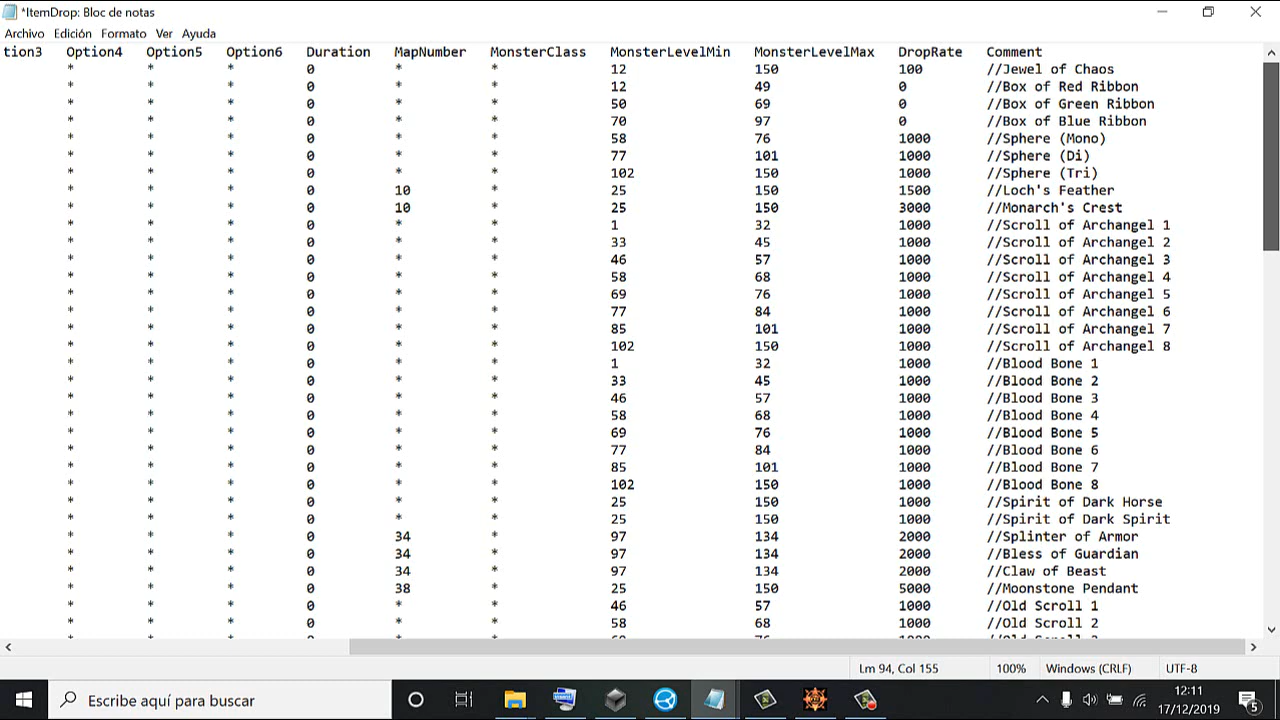 *ItemDrop: Bloc de notas
Archivo Edición Formato Ver Ayuda
tion3 Option4 Option5 Option6 Duration MapNumber MonsterClass MonsterLevelMin MonsterLevelMax DropRate Comment
* * * 0 * * 12 150 100 //Jewel of Chaos
* * * 0 * * 12 49 0 //Box of Red Ribbon
* * * 0 * * 50 69 0 //Box of Green Ribbon
* * * 0 * * 70 97 0 //Box of Blue Ribbon
* * * 0 * * 58 76 1000 //Sphere (Mono)
* * * 0 * * 77 101 1000 //Sphere (Di)
* * * 0 * * 102 150 1000 //Sphere (Tri)
* * * 0 10 * 25 150 1500 //Loch's Feather
* * * 0 10 * 25 150 3000 //Monarch's Crest
* * * 0 * * 1 32 1000 //Scroll of Archangel 1
* * * 0 * * 33 45 1000 //Scroll of Archangel 2
* * * 0 * * 46 57 1000 //Scroll of Archangel 3
* * * 0 * * 58 68 1000 //Scroll of Archangel 4
* * * 0 * * 69 76 1000 //Scroll of Archangel 5
* * * 0 * * 77 84 1000 //Scroll of Archangel 6
* * * 0 * * 85 101 1000 //Scroll of Archangel 7
* * * 0 * * 102 150 1000 //Scroll of Archangel 8
* * * 0 * * 1 32 1000 //Blood Bone 1
* * * 0 * * 33 45 1000 //Blood Bone 2
* * * 0 * * 46 57 1000 //Blood Bone 3
* * * 0 * * 58 68 1000 //Blood Bone 4
* * * 0 * * 69 76 1000 //Blood Bone 5
* * * 0 * * 77 84 1000 //Blood Bone 6
* * * 0 * * 85 101 1000 //Blood Bone 7
* * * 0 * * 102 150 1000 //Blood Bone 8
* * * 0 * * 25 150 1000 //Spirit of Dark Horse
* * * 0 * * 25 150 1000 //Spirit of Dark Spirit
* * * 0 34 * 97 134 2000 //Splinter of Armor
* * * 0 34 * 97 134 2000 //Bless of Guardian
* * * 0 34 * 97 134 2000 //Claw of Beast
* * * 0 38 * 25 150 5000 //Moonstone Pendant
* * * 0 * * 46 57 1000 //Old Scroll 1
* * * 0 * * 58 68 1000 //Old Scroll 2
Lm 94, Col 155 100% Windows (CRLF) UTF-8
Escribe aquí para buscar
12:11
17/12/2019
5